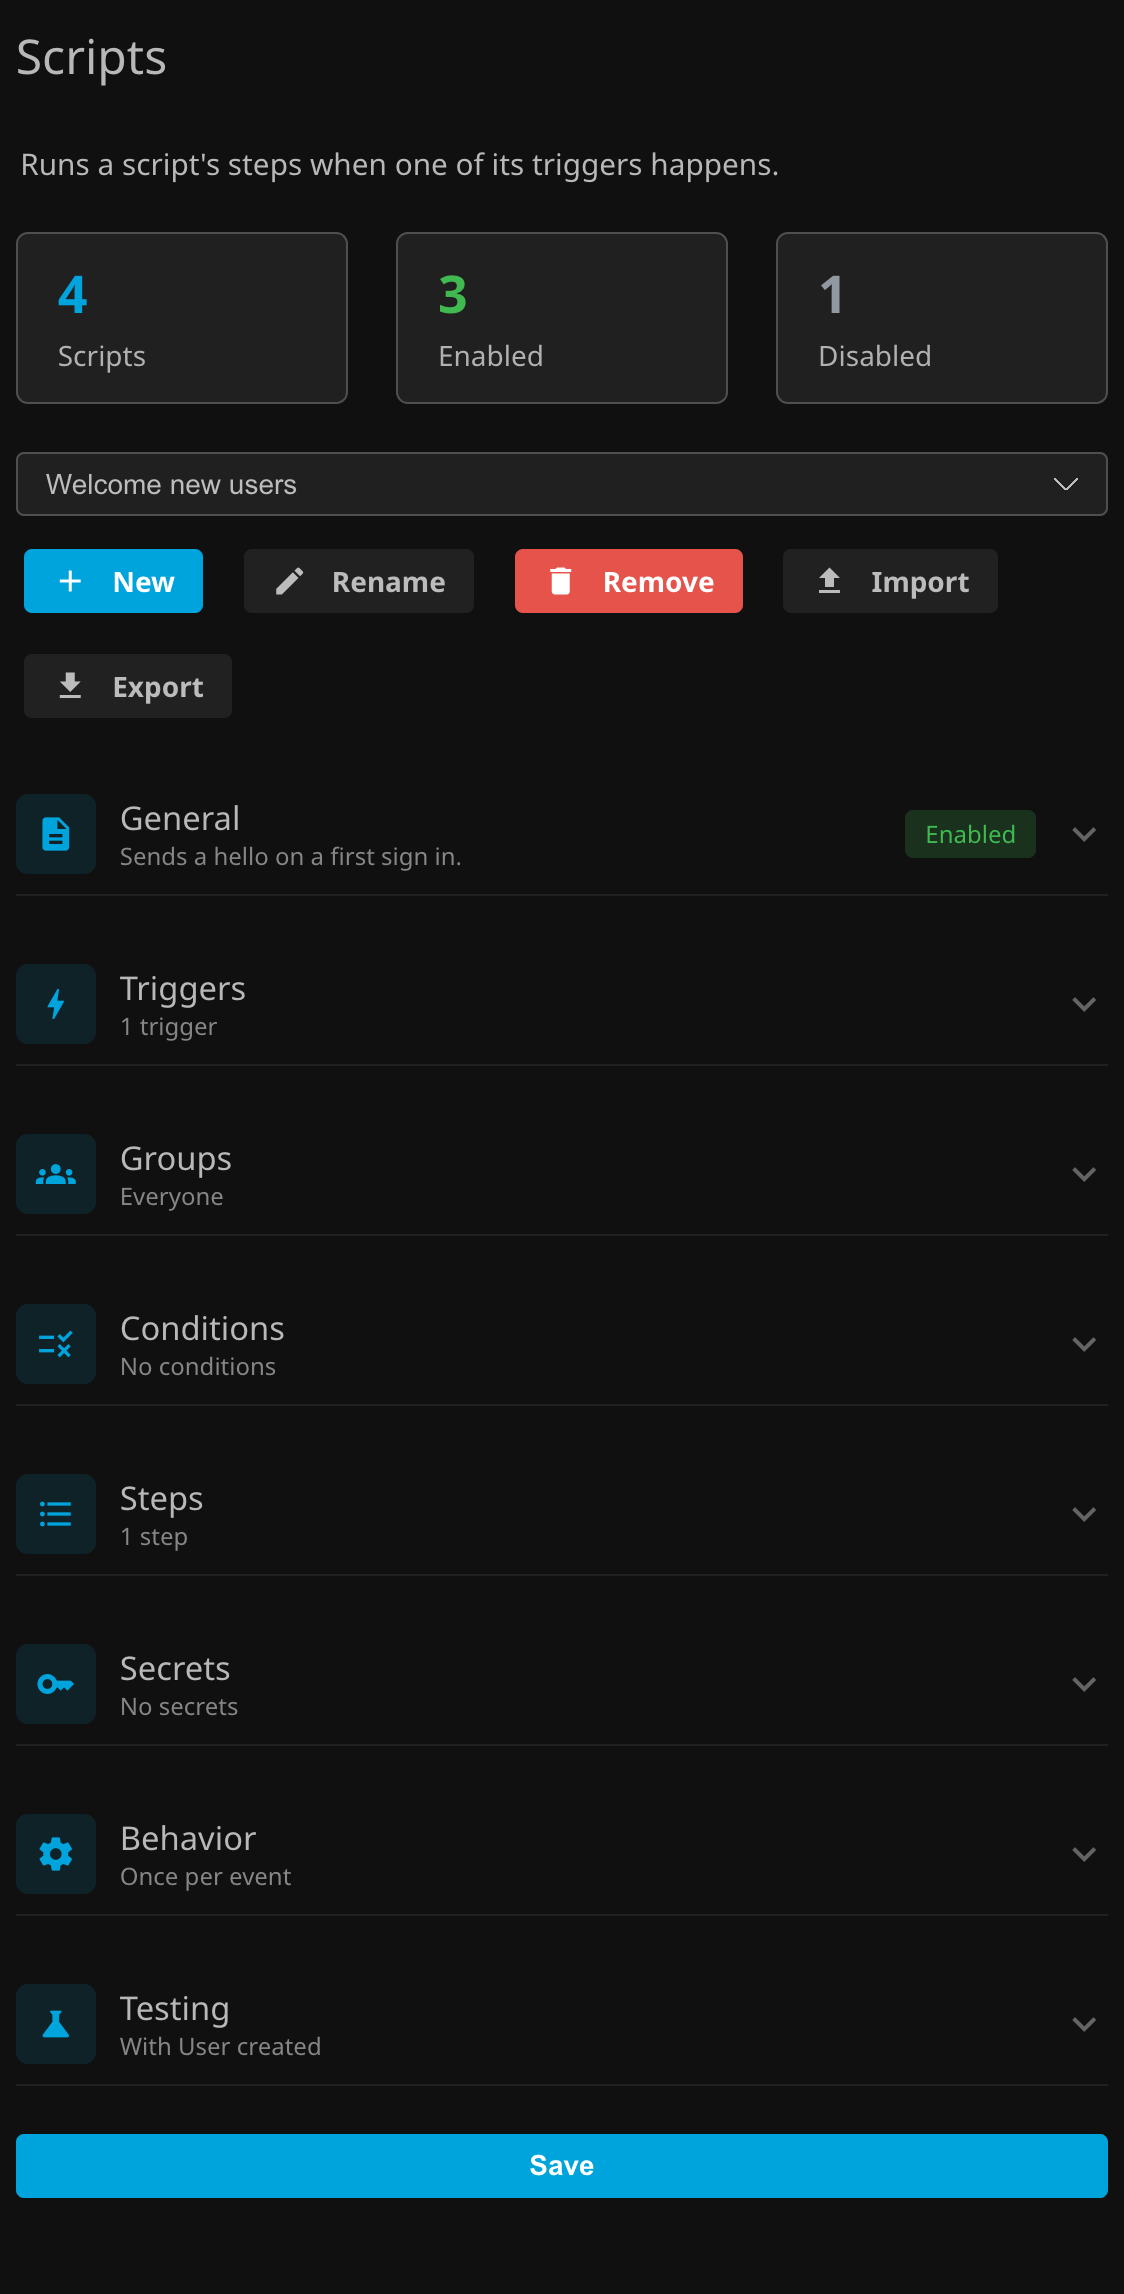 Scripts
Runs a script's steps when one of its triggers happens.
4
Scripts
3
Enabled
1
Disabled
Welcome new users
New
Rename
Remove
Import
Export
General
Sends a hello on a first sign in.
Enabled
Triggers
1 trigger
Groups
Everyone
Conditions
No conditions
Steps
1 step
Secrets
No secrets
Behavior
Once per event
Testing
With User created
Save